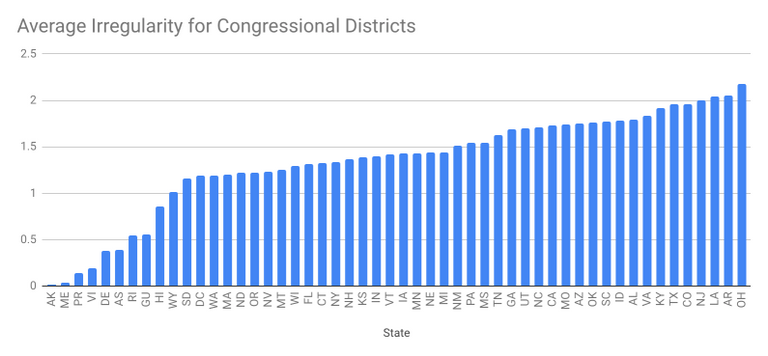 Average Irregularity for Congressional Districts
2.5
2
1.5
1
0.5
0
AK ME PR VI DE AS RI GU HI WY SD DC WA MA ND OR NV MT WI FL CT NY NH KS IN VT IA MN NE MI NM PA MS TN GA UT NC CA MO AZ OK SC ID AL VA KY TX CO NJ LA AR OH
State